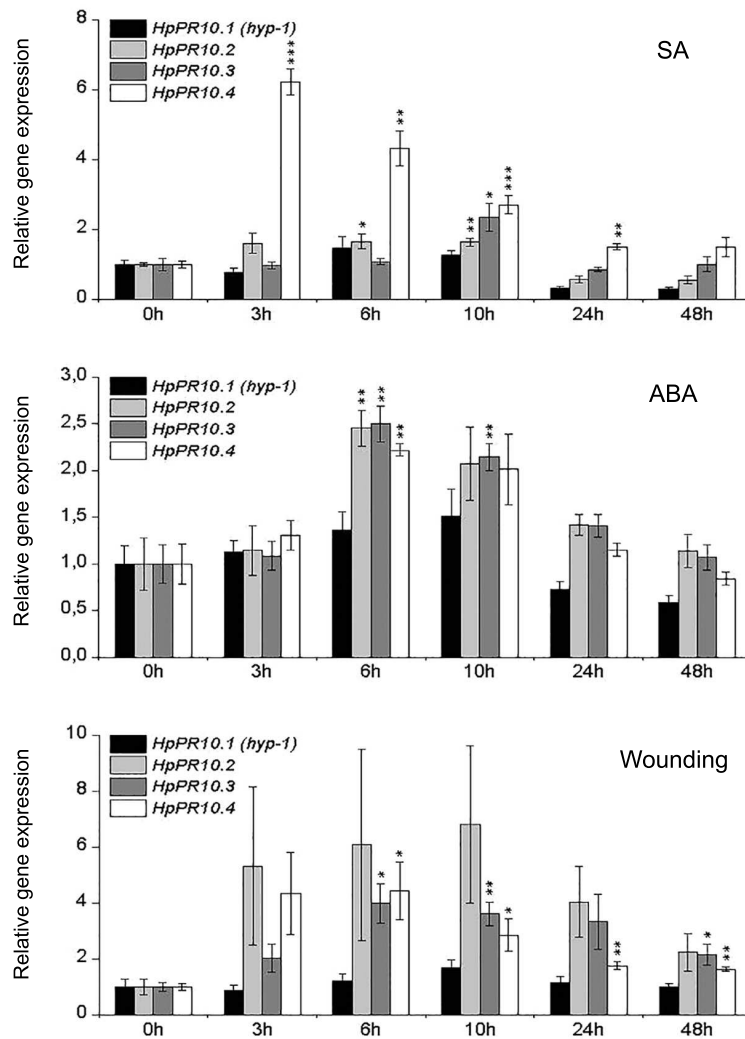 Relative gene expression
HpPR10.1 (hyp-1)
HpPR10.2
HpPR10.3
HpPR10.4
SA
8
6
4
2
0
***
*
**
**
*
***
**
0h 3h 6h 10h 24h 48h
Relative gene expression
HpPR10.1 (hyp-1)
HpPR10.2
HpPR10.3
HpPR10.4
ABA
3,0
2,5
2,0
1,5
1,0
0,5
0,0
**
**
**
**
0h 3h 6h 10h 24h 48h
Relative gene expression
HpPR10.1 (hyp-1)
HpPR10.2
HpPR10.3
HpPR10.4
Wounding
10
8
6
4
2
0
*
*
**
*
**
*
**
0h 3h 6h 10h 24h 48h